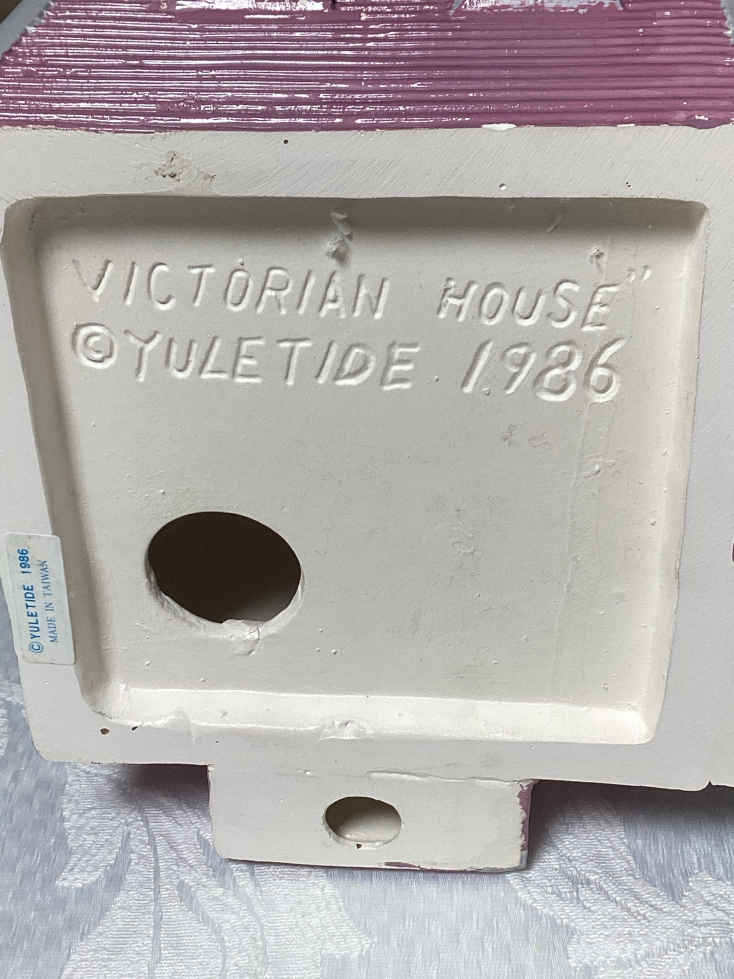 VICTORIAN HOUSE"
©YULETIDE 1986
©YULETIDE 1986
MADE IN TAIWAN